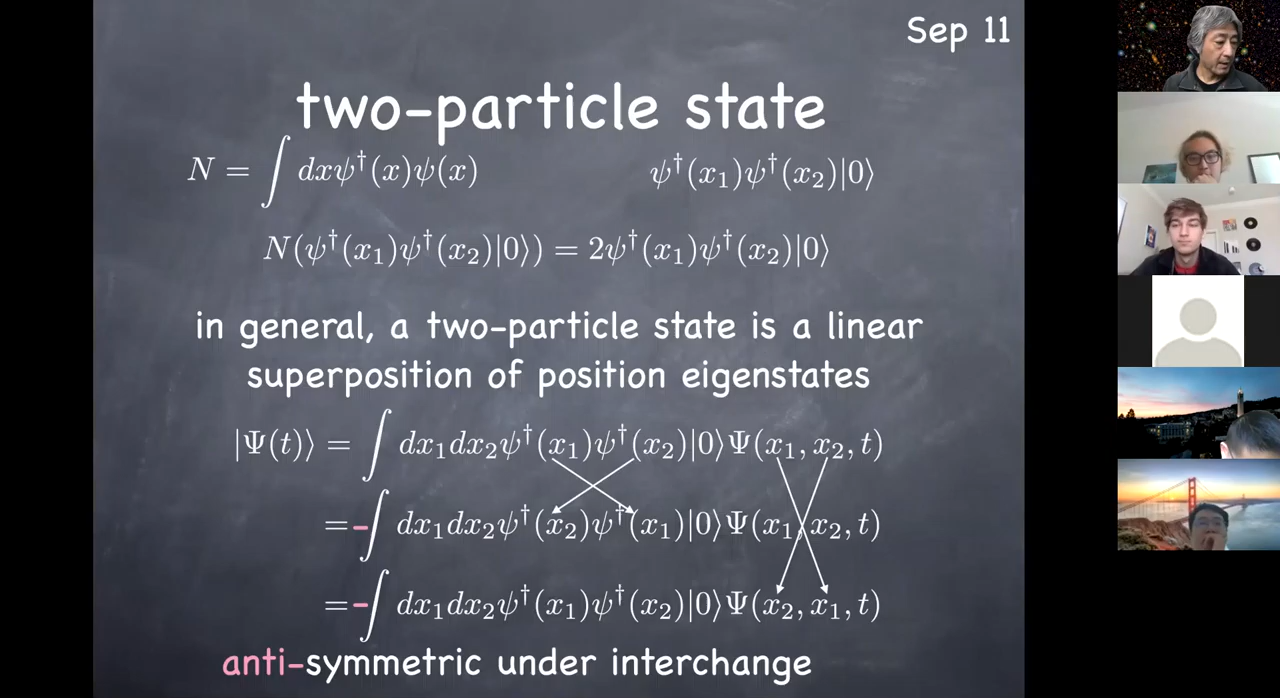 Sep 11
two-particle state
N = ∫ dxψ†(x)ψ(x) ψ†(x₁)ψ†(x₂)|0⟩
N(ψ†(x₁)ψ†(x₂)|0⟩) = 2ψ†(x₁)ψ†(x₂)|0⟩
in general, a two-particle state is a linear
superposition of position eigenstates
|Ψ(t)⟩ = ∫ dx₁dx₂ψ†(x₁)ψ†(x₂)|0⟩Ψ(x₁, x₂, t)
= -∫ dx₁dx₂ψ†(x₂)ψ†(x₁)|0⟩Ψ(x₁, x₂, t)
= -∫ dx₁dx₂ψ†(x₁)ψ†(x₂)|0⟩Ψ(x₂, x₁, t)
anti-symmetric under interchange